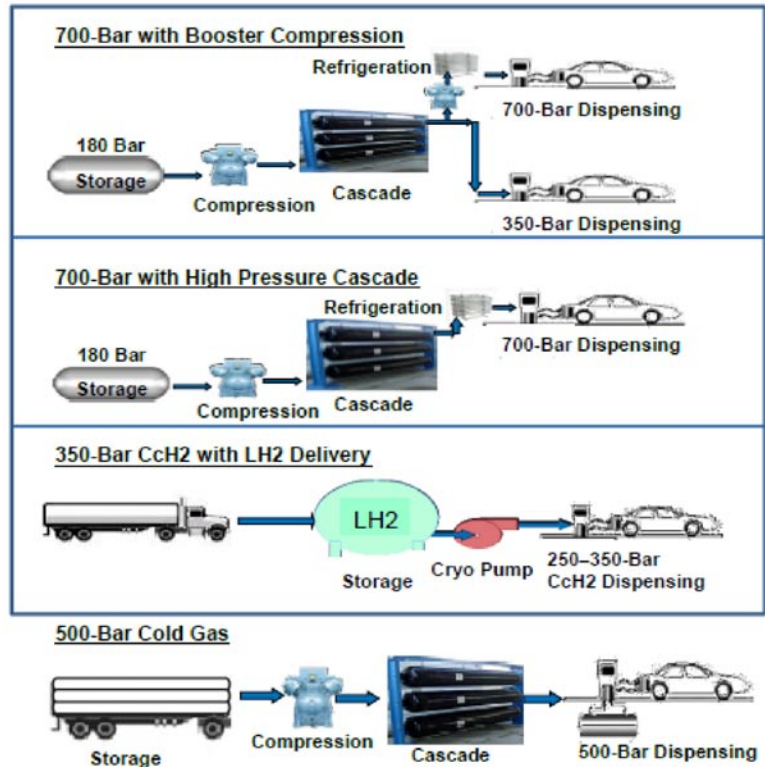 700-Bar with Booster Compression
Refrigeration
700-Bar Dispensing
180 Bar
Storage
Compression
Cascade
350-Bar Dispensing
700-Bar with High Pressure Cascade
Refrigeration
700-Bar Dispensing
180 Bar
Storage
Compression
Cascade
350-Bar CcH2 with LH2 Delivery
LH2
Storage
Cryo Pump
250–350-Bar
CcH2 Dispensing
500-Bar Cold Gas
Storage
Compression
Cascade
500-Bar Dispensing